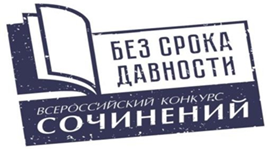 БЕЗ СРОКА
ДАВНОСТИ
ВСЕРОССИЙСКИЙ КОНКУРС
СОЧИНЕНИЙ